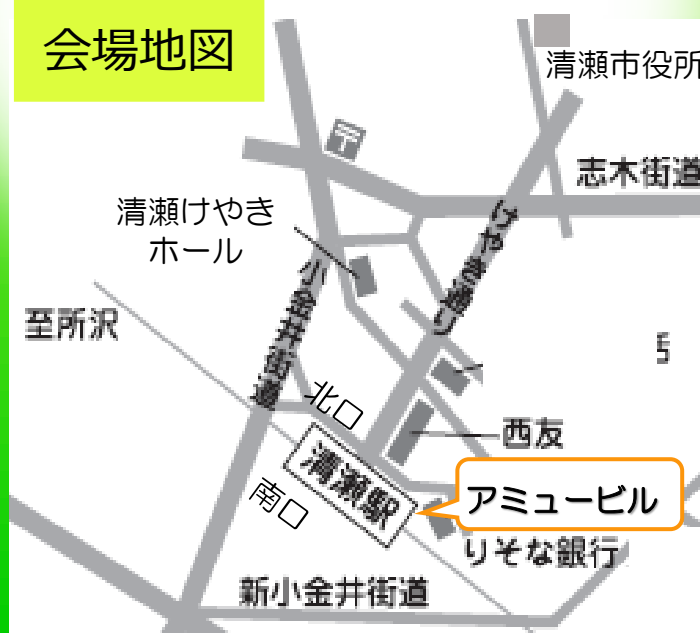 会場地図
清瀬市役所
〒
志木街道
清瀬けやき
ホール
けやき通り
小金井街道
至所沢
北口
西友
清瀬駅
アミュービル
南口
りそな銀行
新小金井街道